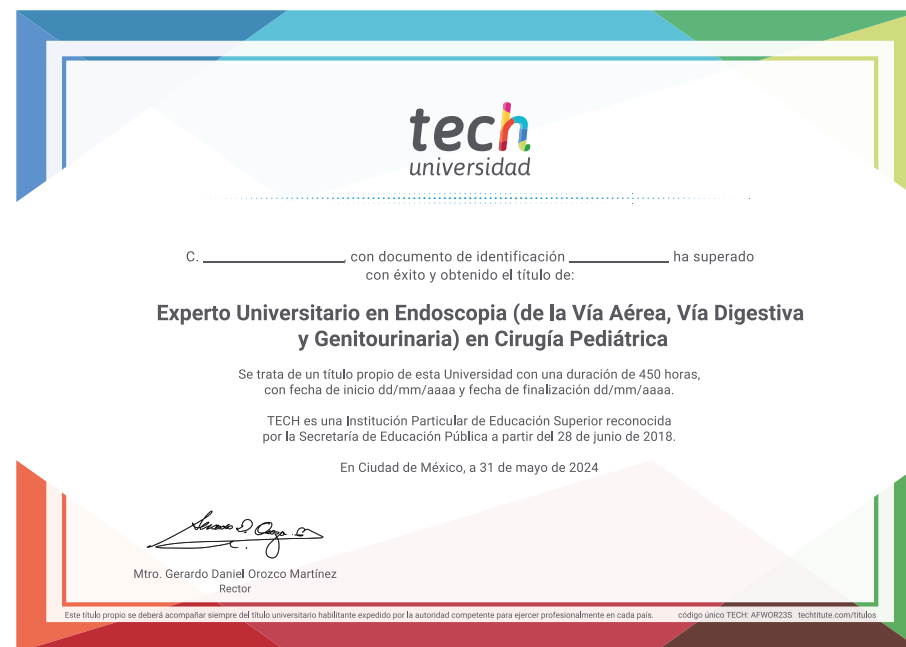 tech
universidad
C. ____________________, con documento de identificación ______________ ha superado
con éxito y obtenido el título de:
Experto Universitario en Endoscopia (de la Vía Aérea, Vía Digestiva
y Genitourinaria) en Cirugía Pediátrica
Se trata de un título propio de esta Universidad con una duración de 450 horas,
con fecha de inicio dd/mm/aaaa y fecha de finalización dd/mm/aaaa.
TECH es una Institución Particular de Educación Superior reconocida
por la Secretaría de Educación Pública a partir del 28 de junio de 2018.
En Ciudad de México, a 31 de mayo de 2024
Mtro. Gerardo Daniel Orozco Martínez
Rector
Este título propio se deberá acompañar siempre del título universitario habilitante expedido por la autoridad competente para ejercer profesionalmente en cada país. código único TECH: AFWOR23S techtitute.com/titulos